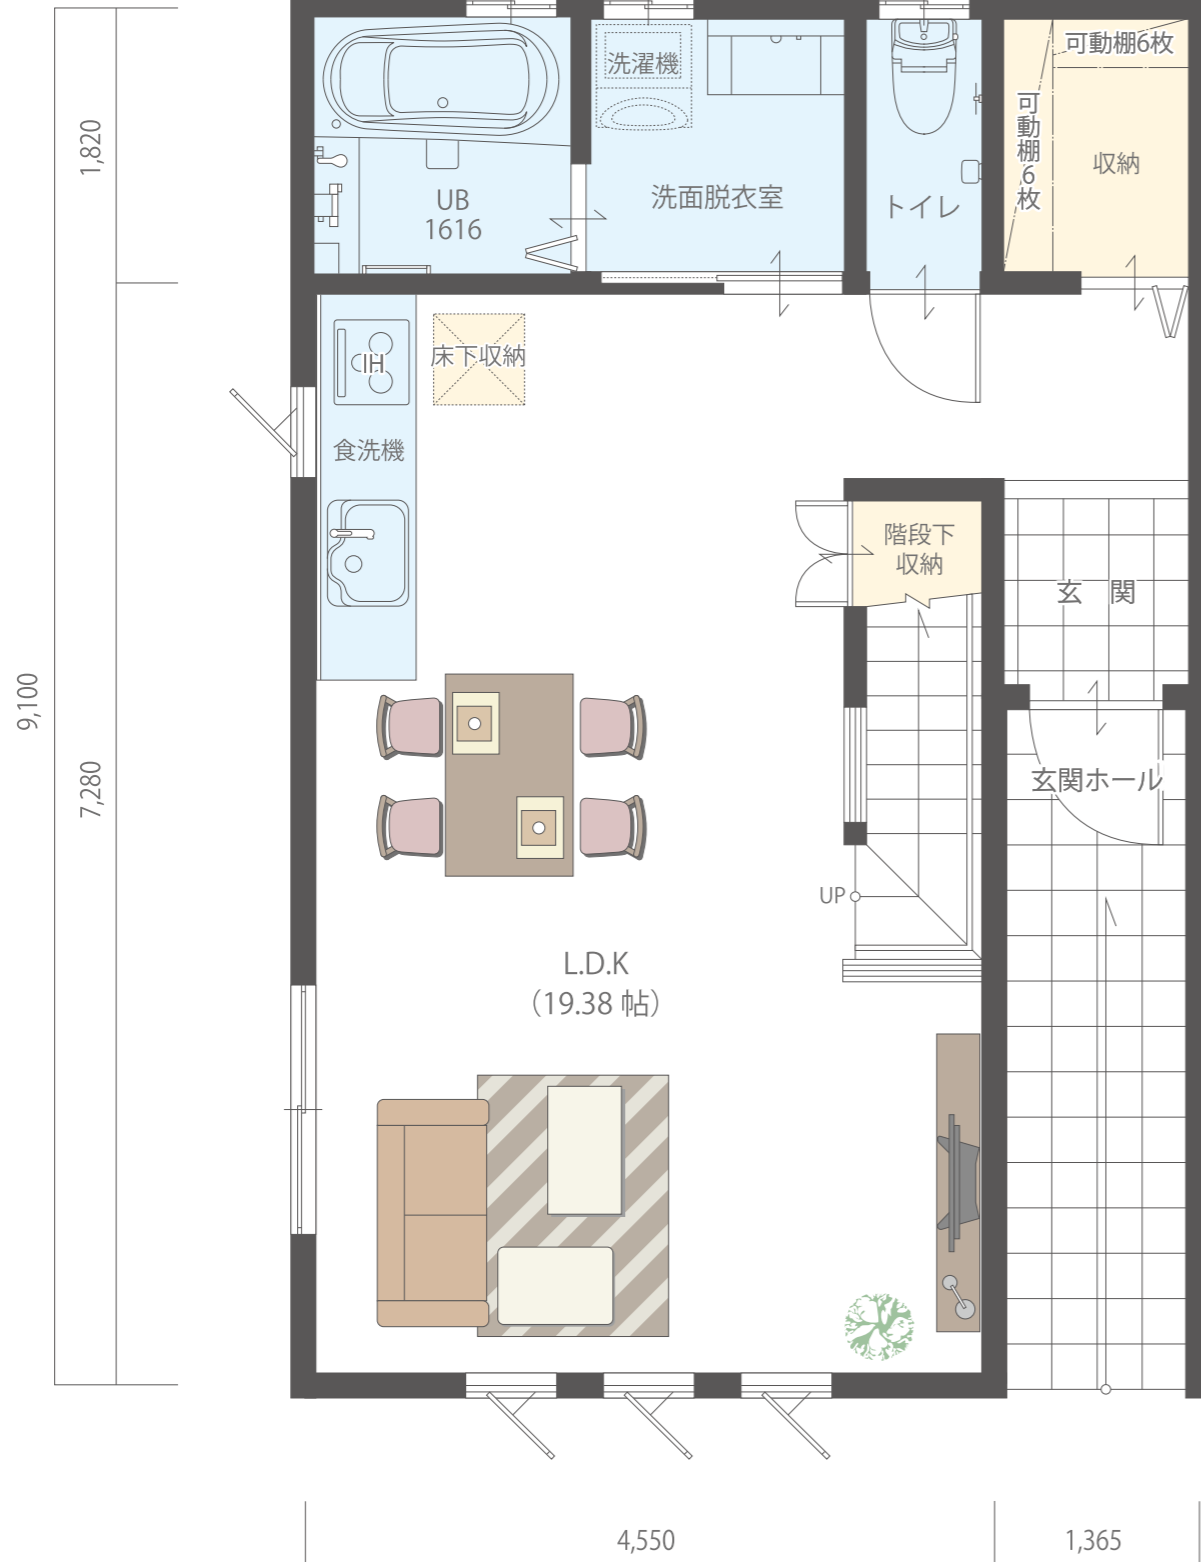 洗濯機
可動棚6枚
可動棚6枚
収納
UB
1616
洗面脱衣室
トイレ
1,820
IH
床下収納
食洗機
階段下
収納
玄　関
9,100
7,280
玄関ホール
UP
L.D.K
（19.38 帖）
4,550
1,365